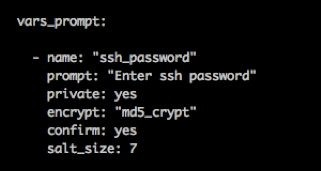 vars_prompt:
- name: "ssh_password"
prompt: "Enter ssh password"
private: yes
encrypt: "md5_crypt"
confirm: yes
salt_size: 7